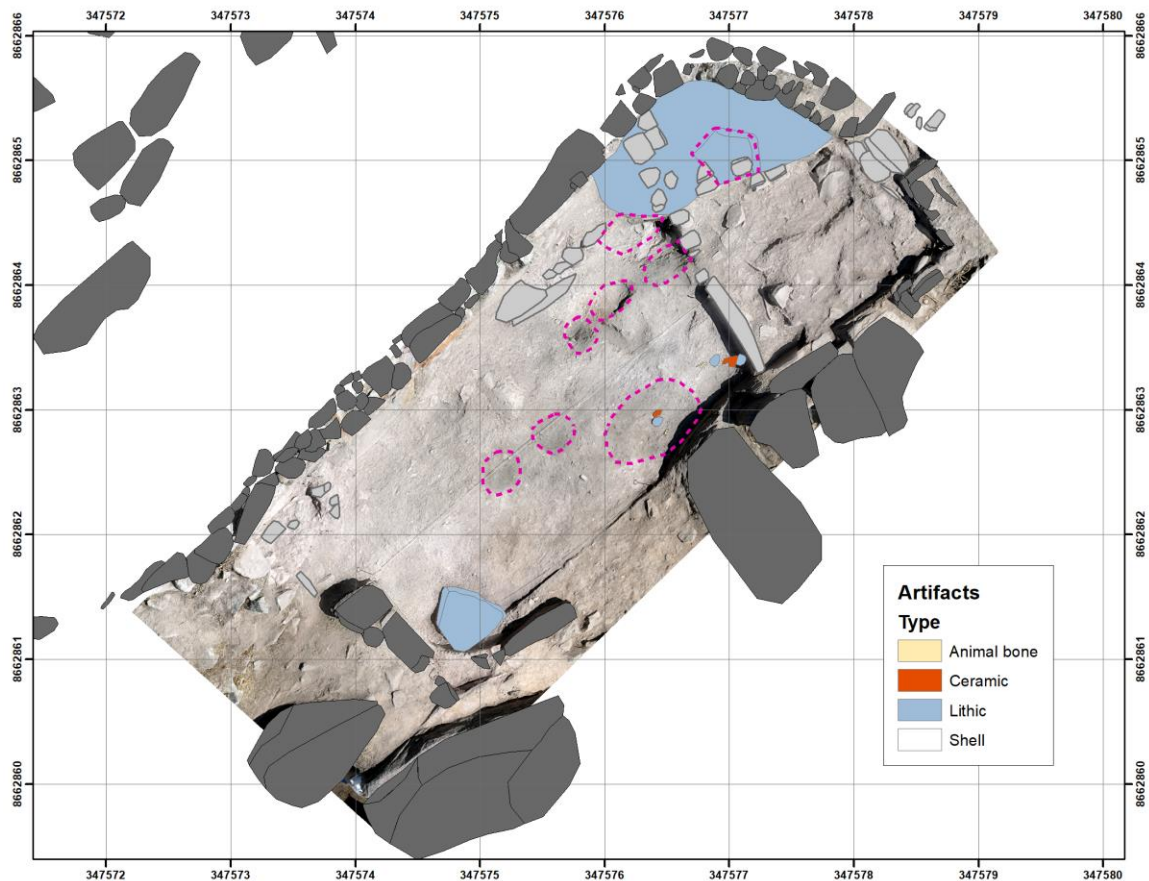 347572 347573 347574 347575 347576 347577 347578 347579 347580
8662866 8662866
8662865 8662865
8662864 8662864
8662863 8662863
8662862 8662862
8662861 8662861
8662860 8662860
Artifacts
Type
Animal bone
Ceramic
Lithic
Shell
347572 347573 347574 347575 347576 347577 347578 347579 347580